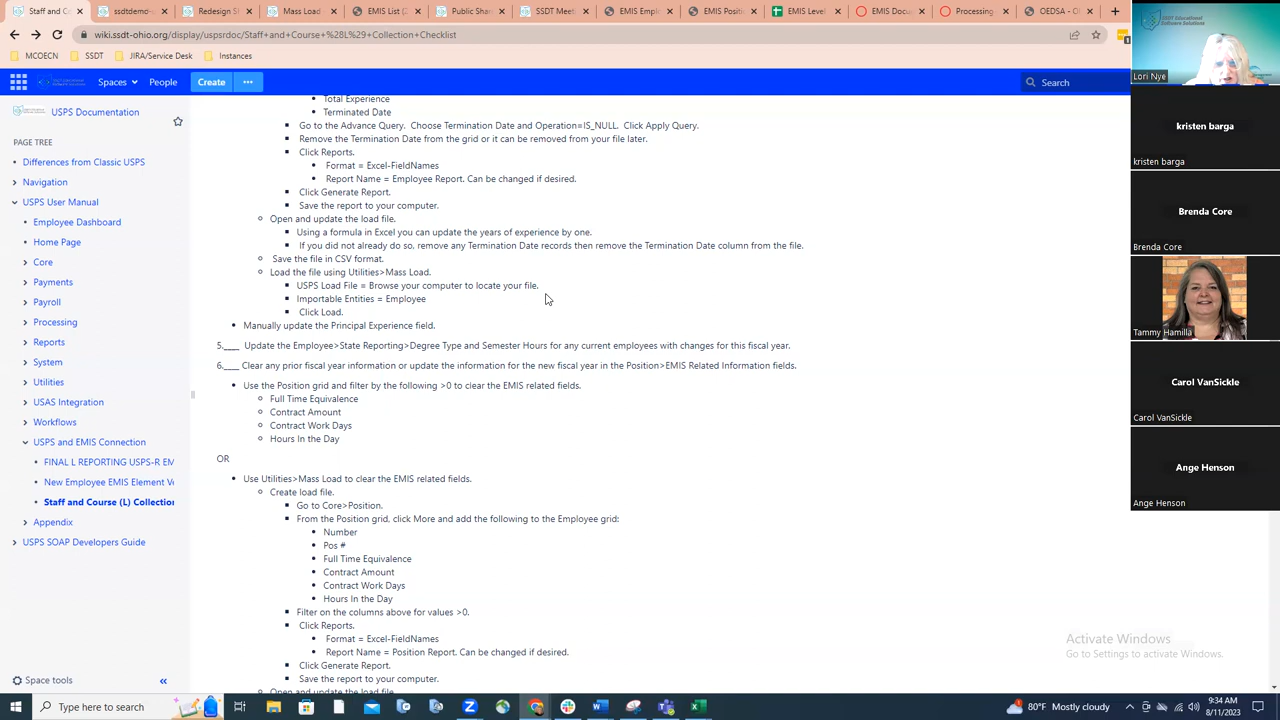 Public Sh
Mass Load
EMIS List (
SSDT Meet
EMIS Empl
EMIS Positi
EMIS Level
EMIS Docu
Processing
OEDSA - O
wiki.ssdt-ohio.org/display/uspsrdoc/Staff+and+Course+%28L%29+Collection+Checklist
MCOECN
SSDT
JIRA/Service Desk
Instances
Spaces
People
Create
Search
USPS Documentation
PAGE TREE
Differences from Classic USPS
Navigation
USPS User Manual
Employee Dashboard
Home Page
Core
Payments
Payroll
Processing
Reports
System
Utilities
USAS Integration
Workflows
USPS and EMIS Connection
FINAL L REPORTING USPS-R EM
New Employee EMIS Element Ve
Staff and Course (L) Collection
Appendix
USPS SOAP Developers Guide
Space tools
Total Experience
Terminated Date
Go to the Advance Query. Choose Termination Date and Operation=IS_NULL. Click Apply Query.
Remove the Termination Date from the grid or it can be removed from your file later.
Click Reports.
Format = Excel-FieldNames
Report Name = Employee Report. Can be changed if desired.
Click Generate Report.
Save the report to your computer.
Open and update the load file.
Using a formula in Excel you can update the years of experience by one.
If you did not already do so, remove any Termination Date records then remove the Termination Date column from the file.
Save the file in CSV format.
Load the file using Utilities>Mass Load.
USPS Load File = Browse your computer to locate your file.
Importable Entities = Employee
Click Load.
Manually update the Principal Experience field.
5.____ Update the Employee>State Reporting>Degree Type and Semester Hours for any current employees with changes for this fiscal year.
6.____ Clear any prior fiscal year information or update the information for the new fiscal year in the Position>EMIS Related Information fields.
Use the Position grid and filter by the following >0 to clear the EMIS related fields.
Full Time Equivalence
Contract Amount
Contract Work Days
Hours In the Day
OR
Use Utilities>Mass Load to clear the EMIS related fields.
Create load file.
Go to Core>Position.
From the Position grid, click More and add the following to the Employee grid:
Number
Pos #
Full Time Equivalence
Contract Amount
Contract Work Days
Hours In the Day
Filter on the columns above for values >0.
Click Reports.
Format = Excel-FieldNames
Report Name = Position Report. Can be changed if desired.
Click Generate Report.
Save the report to your computer.
Open and update the load file.
SSDT Educational
Software Solutions
Lori Nye
kristen barga
kristen barga
Brenda Core
Brenda Core
Tammy Hamilla
Carol VanSickle
Carol VanSickle
Ange Henson
Ange Henson
Activate Windows
Go to Settings to activate Windows.
Type here to search
80°F Mostly cloudy
9:34 AM
8/11/2023